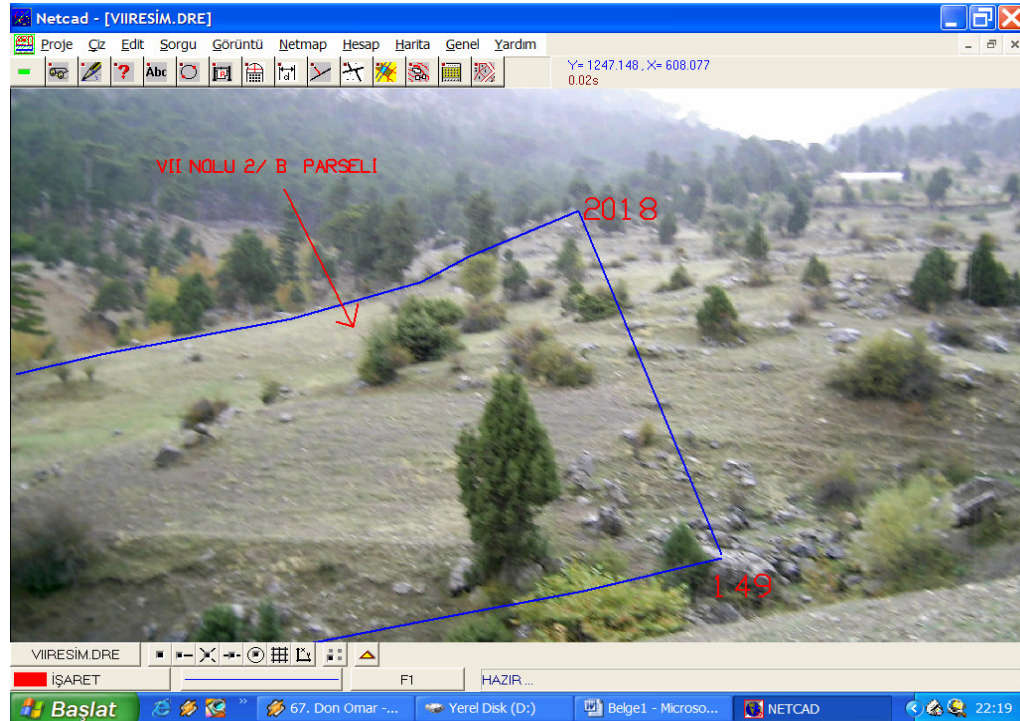 Netcad - [VIIRESİM.DRE]
Proje Çiz Edit Sorgu Görüntü Netmap Hesap Harita Genel Yardım
Abc
Y= 1247.148 , X= 608.077
0.02s
VII NOLU 2/ B PARSELİ
2018
149
VIIRESİM.DRE
İŞARET F1 HAZIR ...
Başlat 67. Don Omar -... Yerel Disk (D:) Belge1 - Microso... NETCAD 22:19